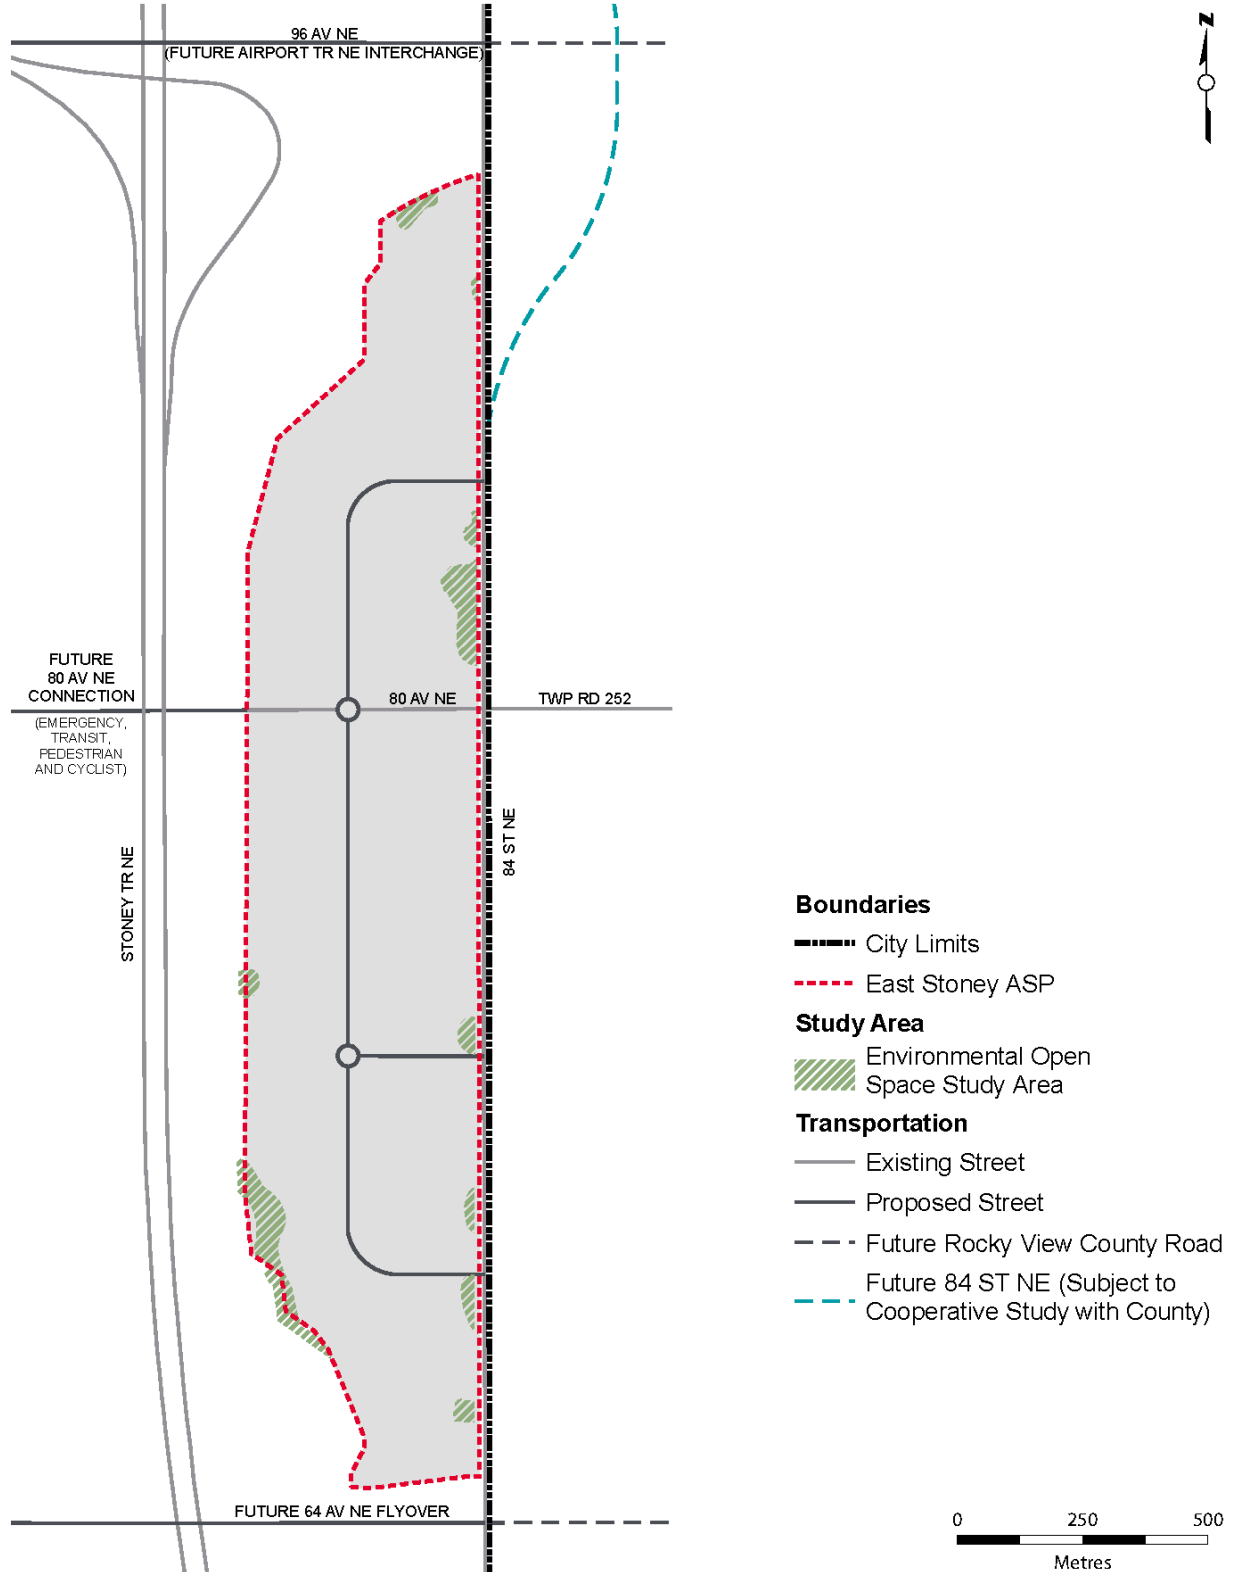 96 AV NE
(FUTURE AIRPORT TR NE INTERCHANGE)
N
FUTURE
80 AV NE
CONNECTION
(EMERGENCY,
TRANSIT,
PEDESTRIAN
AND CYCLIST)
80 AV NE
TWP RD 252
STONEY TR NE
84 ST NE
FUTURE 64 AV NE FLYOVER
Boundaries
City Limits
East Stoney ASP
Study Area
Environmental Open
Space Study Area
Transportation
Existing Street
Proposed Street
Future Rocky View County Road
Future 84 ST NE (Subject to
Cooperative Study with County)
0 250 500
Metres